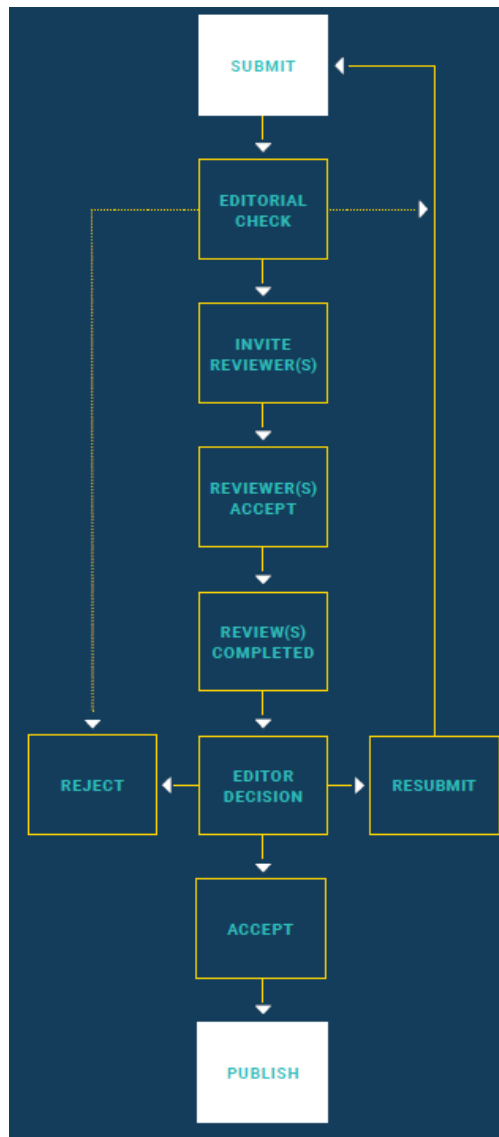 SUBMIT
EDITORIAL
CHECK
INVITE
REVIEWER(S)
REVIEWER(S)
ACCEPT
REVIEW(S)
COMPLETED
REJECT
EDITOR
DECISION
RESUBMIT
ACCEPT
PUBLISH